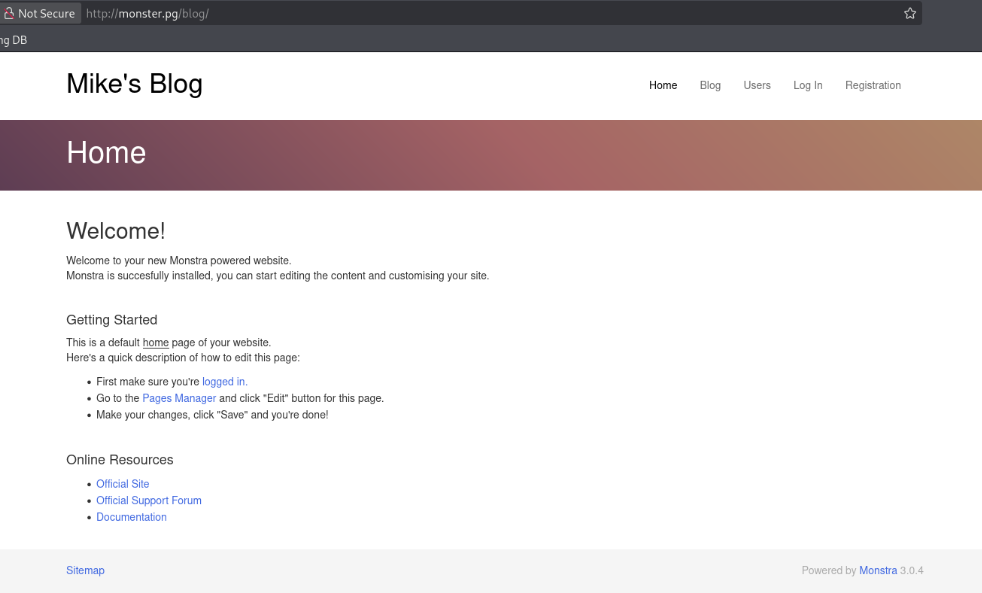 Not Secure http://monster.pg/blog/
ng DB
Mike's Blog
Home Blog Users Log In Registration
Home
Welcome!
Welcome to your new Monstra powered website.
Monstra is succesfully installed, you can start editing the content and customising your site.
Getting Started
This is a default home page of your website.
Here's a quick description of how to edit this page:
First make sure you're logged in.
Go to the Pages Manager and click "Edit" button for this page.
Make your changes, click "Save" and you're done!
Online Resources
Official Site
Official Support Forum
Documentation
Sitemap
Powered by Monstra 3.0.4